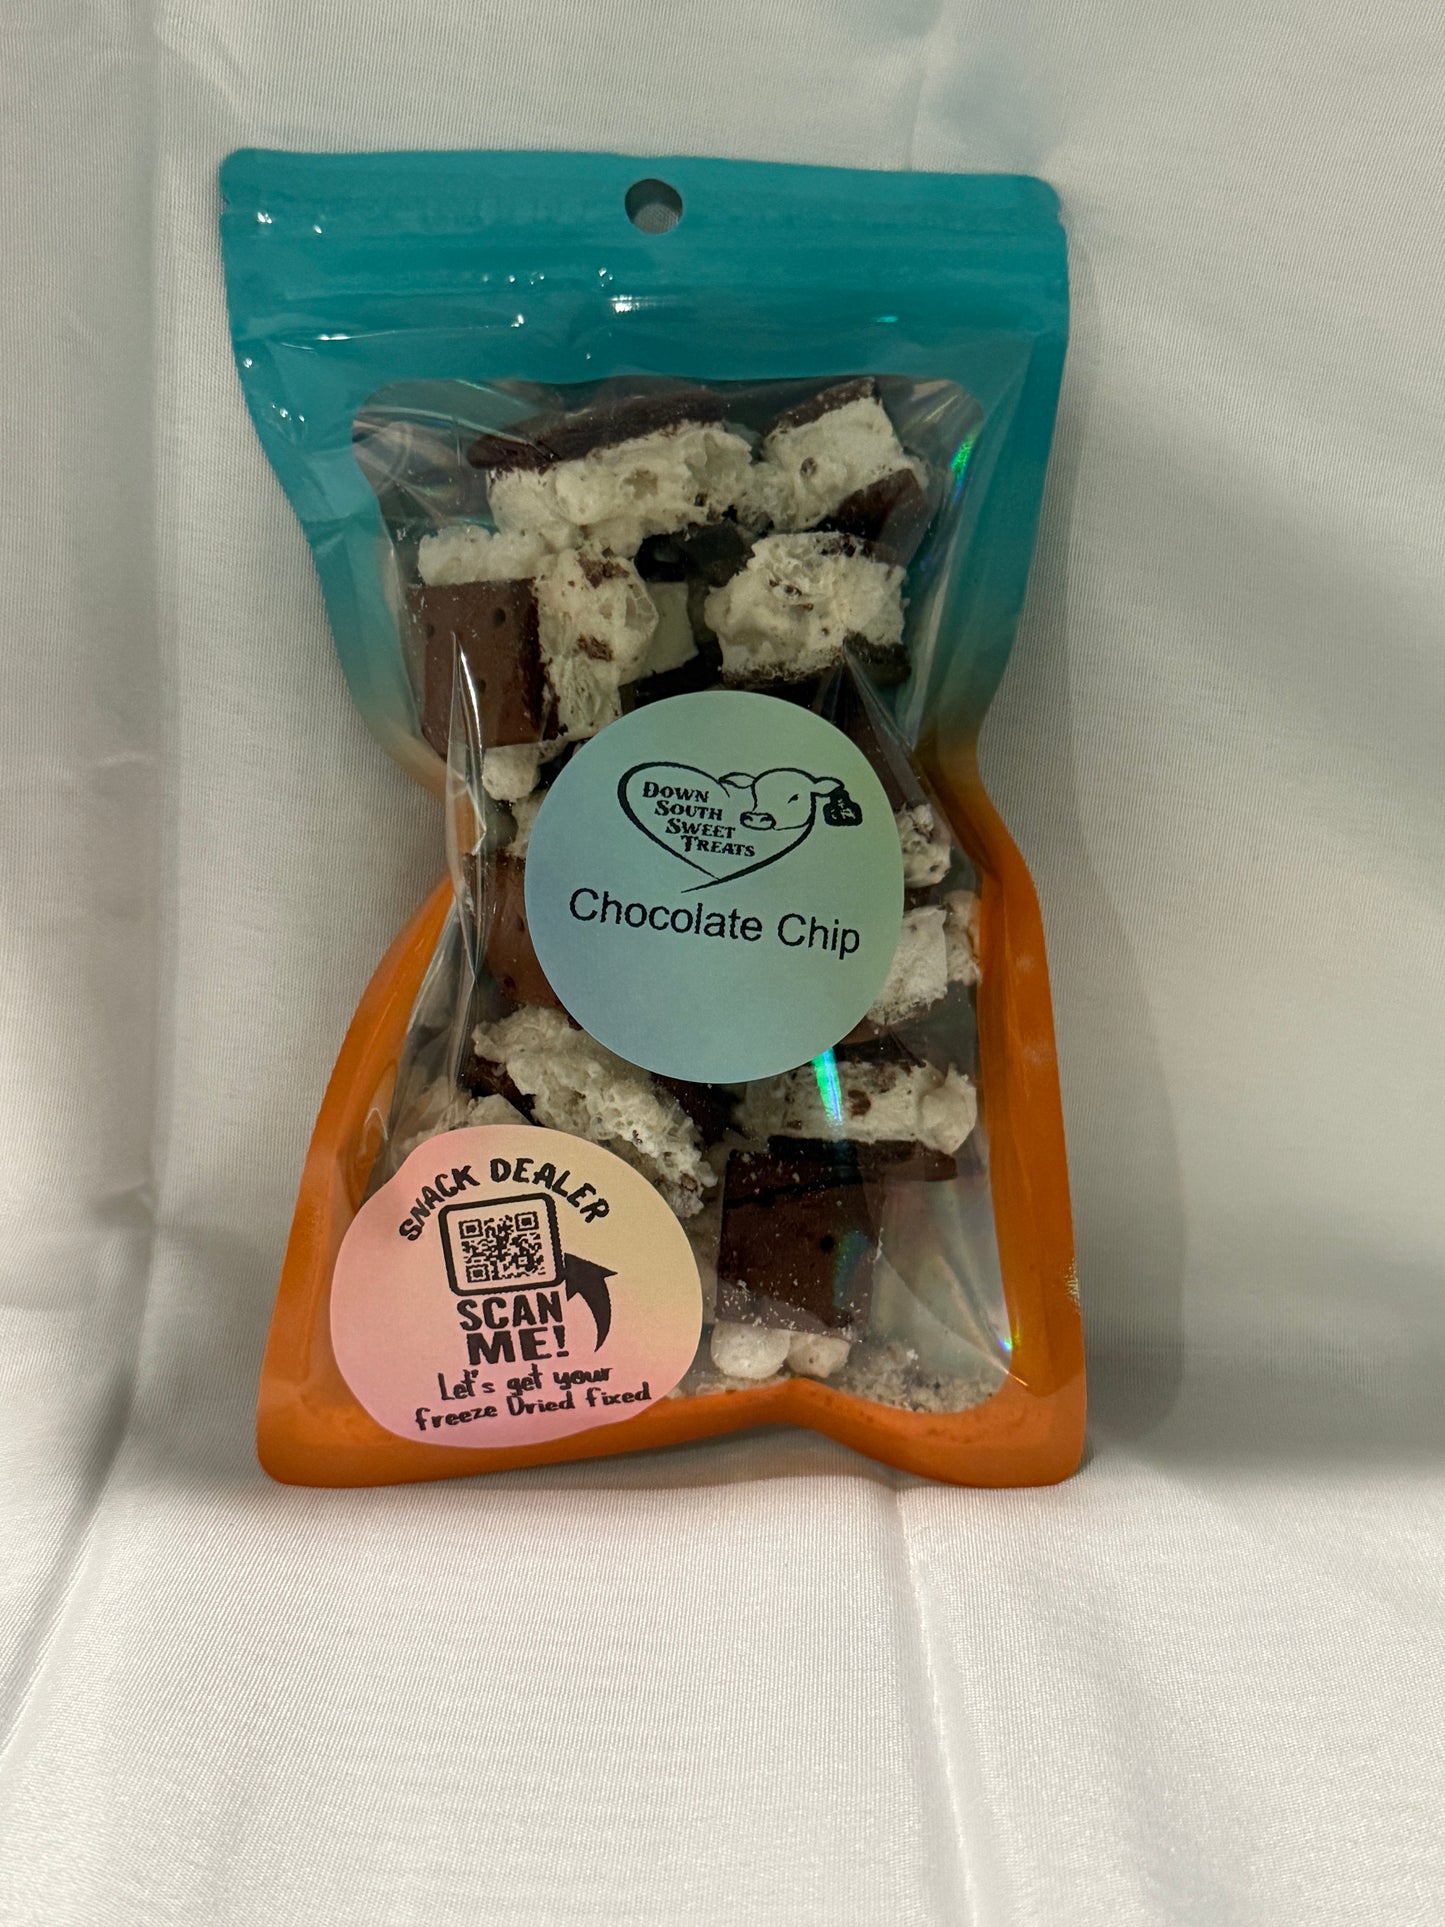 DOWN
SOUTH
SWEET
TREATS
Chocolate Chip
SNACK DEALER
SCAN
ME!
Let's get your
freeze Dried fixed